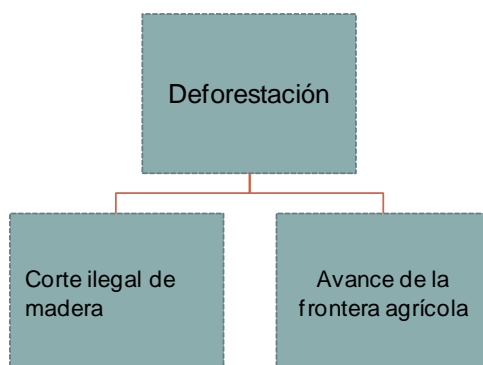 Deforestación
Corte ilegal de
madera
Avance de la
frontera agrícola